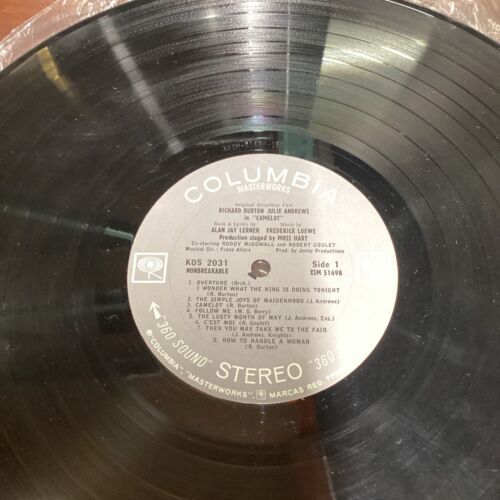 COLUMBIA
MASTERWORKS
Original Broadway Cast
RICHARD BURTON JULIE ANDREWS
in "CAMELOT"
Book & Lyrics by Music by
ALAN JAY LERNER FREDERICK LOEWE
Production staged by MOSS HART
Co-starring RODDY McDOWALL and ROBERT GOULET
Musical Dir.: Franz Allers Prod. by Jenny Productions
KOS 2031 Side 1
NONBREAKABLE XSM 51698
1. OVERTURE (Orch.)
I WONDER WHAT THE KING IS DOING TONIGHT
(R. Burton)
2. THE SIMPLE JOYS OF MAIDENHOOD (J. Andrews)
3. CAMELOT (R. Burton)
4. FOLLOW ME (M. S. Berry)
5. THE LUSTY MONTH OF MAY (J. Andrews, Ens.)
6. C'EST MOI (R. Goulet)
7. THEN YOU MAY TAKE ME TO THE FAIR
(J. Andrews, Knights)
8. HOW TO HANDLE A WOMAN
(R. Burton)
"360 SOUND" STEREO "360
"COLUMBIA", "MASTERWORKS", MARCAS REG.